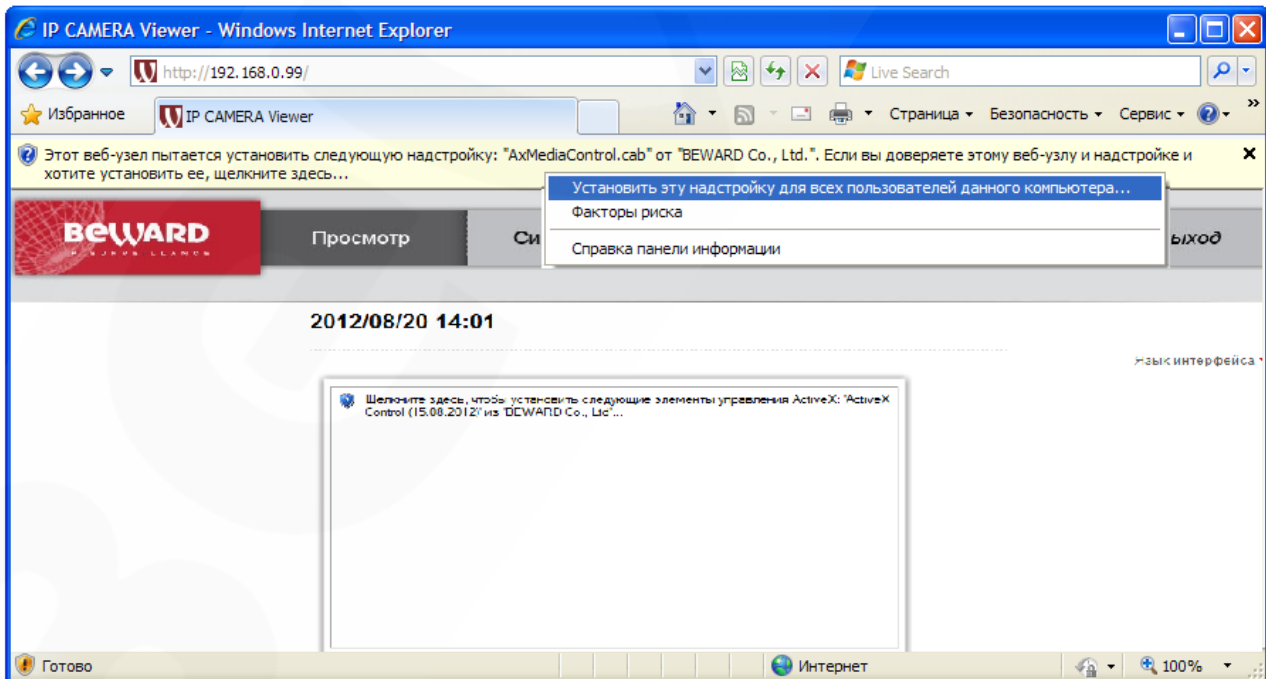 IP CAMERA Viewer - Windows Internet Explorer
http://192.168.0.99/
Live Search
Избранное
IP CAMERA Viewer
Страница
Безопасность
Сервис
Этот веб-узел пытается установить следующую надстройку: "AxMediaControl.cab" от "BEWARD Co., Ltd.". Если вы доверяете этому веб-узлу и надстройке и
хотите установить ее, щелкните здесь...
Установить эту надстройку для всех пользователей данного компьютера...
Факторы риска
Справка панели информации
BEWARD
Просмотр
Си
ыход
2012/08/20 14:01
Язык интерфейса
Щелкните здесь, чтобы установить следующие элементы управления ActiveX: "ActiveX
Control (15.08.2012)" из "BEWARD Co., Ltd"...
Готово
Интернет
100%